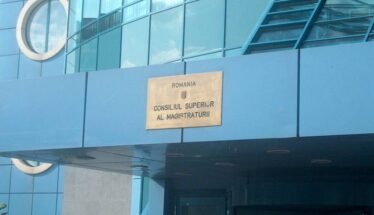 ROMANIA
CONSILIUL SUPERIOR
AL MAGISTRATURII